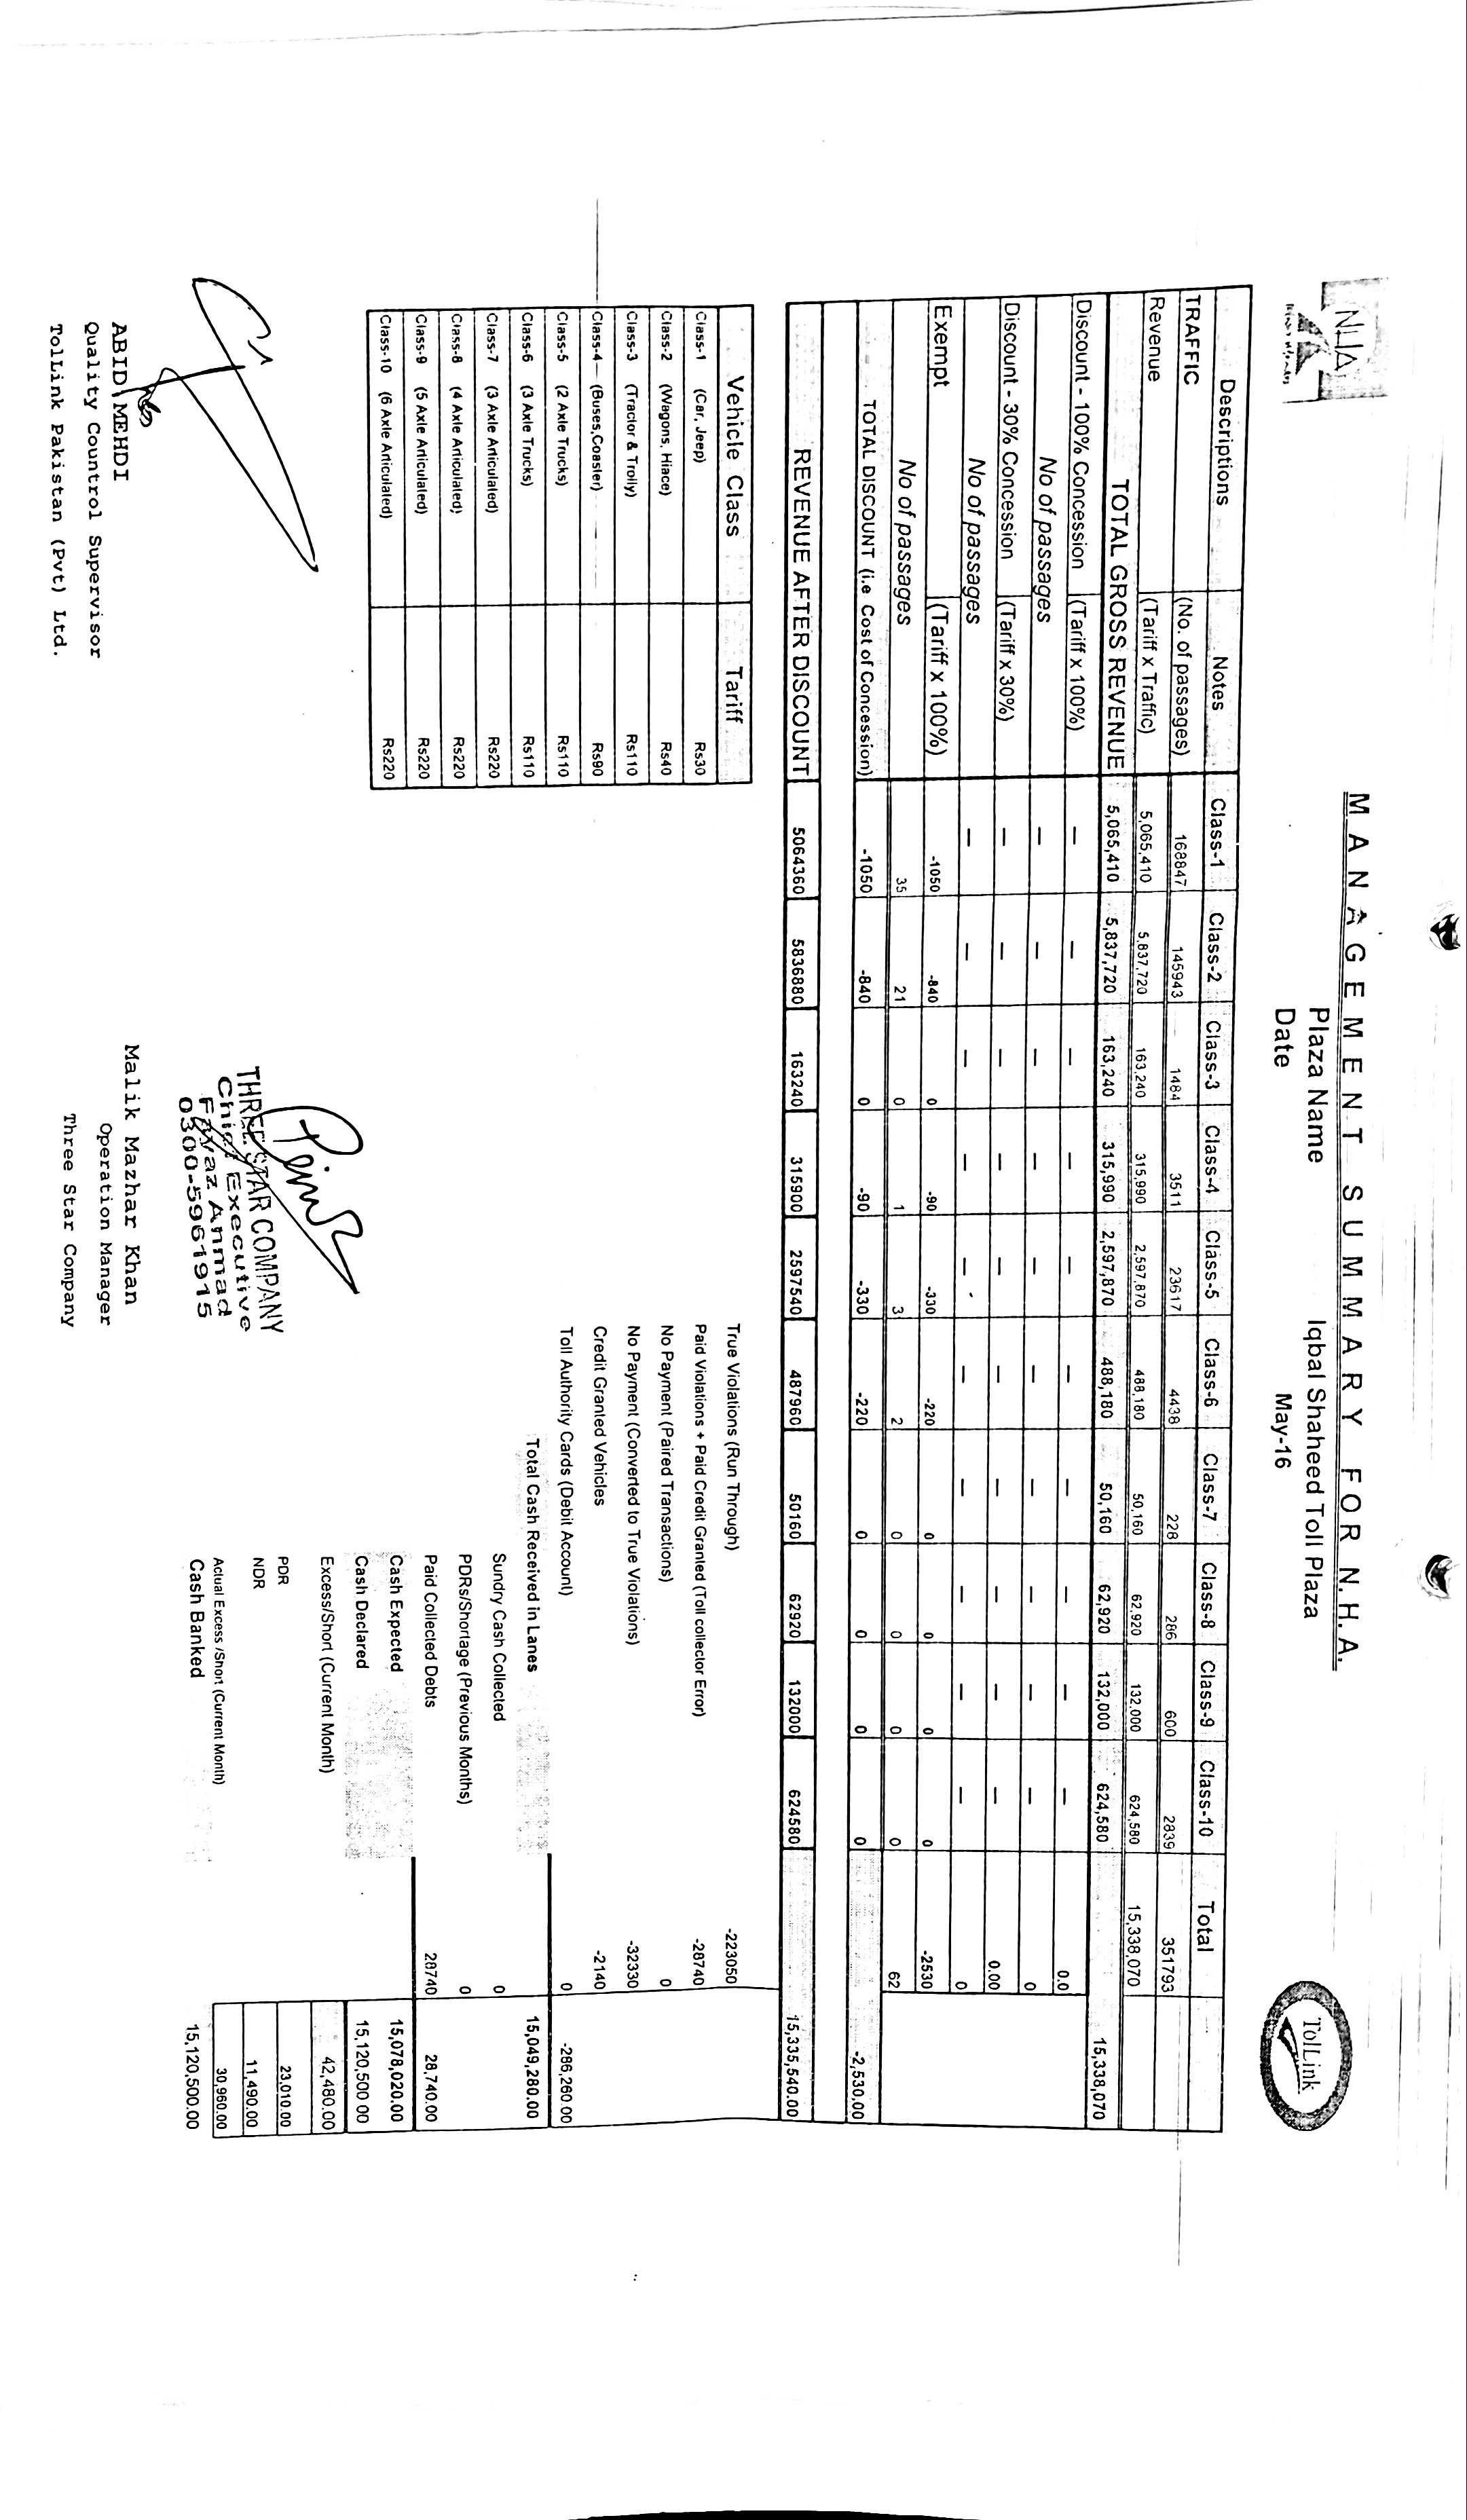 NHA
MANAGEMENT SUMMARY FOR N.H.A.
Plaza Name Iqbal Shaheed Toll Plaza
Date May-16
TolLink
Descriptions Notes Class-1 Class-2 Class-3 Class-4 Class-5 Class-6 Class-7 Class-8 Class-9 Class-10 Total
TRAFFIC (No. of passages) 168847 145943 1484 3511 23617 4438 228 286 600 2839 351793
Revenue (Tariff x Traffic) 5,065,410 5,837,720 163,240 315,990 2,597,870 488,180 50,160 62,920 132,000 624,580 15,338,070
TOTAL GROSS REVENUE 5,065,410 5,837,720 163,240 315,990 2,597,870 488,180 50,160 62,920 132,000 624,580 15,338,070
Discount - 100% Concession (Tariff x 100%) – – – – – – – – – – 0.0
No of passages – – – – – – – – – – 0
Discount - 30% Concession (Tariff x 30%) – – – – – – – – – – 0.00
No of passages – – – – – – – – – – 0
Exempt (Tariff x 100%) -1050 -840 0 -90 -330 -220 0 0 0 0 -2530
No of passages 35 21 0 1 3 2 0 0 0 0 62
TOTAL DISCOUNT (i.e Cost of Concession) -1050 -840 0 -90 -330 -220 0 0 0 0 -2,530.00
REVENUE AFTER DISCOUNT 5064360 5836880 163240 315900 2597540 487960 50160 62920 132000 624580 15,335,540.00
Vehicle Class Tariff
Class-1 (Car, Jeep) Rs30
Class-2 (Wagons, Hiace) Rs40
Class-3 (Tractor & Trolly) Rs110
Class-4 (Buses,Coaster) Rs90
Class-5 (2 Axle Trucks) Rs110
Class-6 (3 Axle Trucks) Rs110
Class-7 (3 Axle Articulated) Rs220
Class-8 (4 Axle Articulated) Rs220
Class-9 (5 Axle Articulated) Rs220
Class-10 (6 Axle Articulated) Rs220
True Violations (Run Through) -223050
Paid Violations + Paid Credit Granted (Toll collector Error) -28740
No Payment (Paired Transactions) 0
No Payment (Converted to True Violations) -32330
Credit Granted Vehicles -2140
Toll Authority Cards (Debit Account) 0 -286,260.00
Total Cash Received in Lanes 15,049,280.00
Sundry Cash Collected 0
PDRs/Shortage (Previous Months) 0
Paid Collected Debts 28740 28,740.00
Cash Expected 15,078,020.00
Cash Declared 15,120,500.00
Excess/Short (Current Month) 42,480.00
PDR 23,010.00
NDR 11,490.00
Actual Excess /Short (Current Month) 30,960.00
Cash Banked 15,120,500.00
ABID MEHDI
Quality Control Supervisor
TolLink Pakistan (Pvt) Ltd.
THREE STAR COMPANY
Chief Executive
Fayaz Ahmad
0300-5961915
Malik Mazhar Khan
Operation Manager
Three Star Company